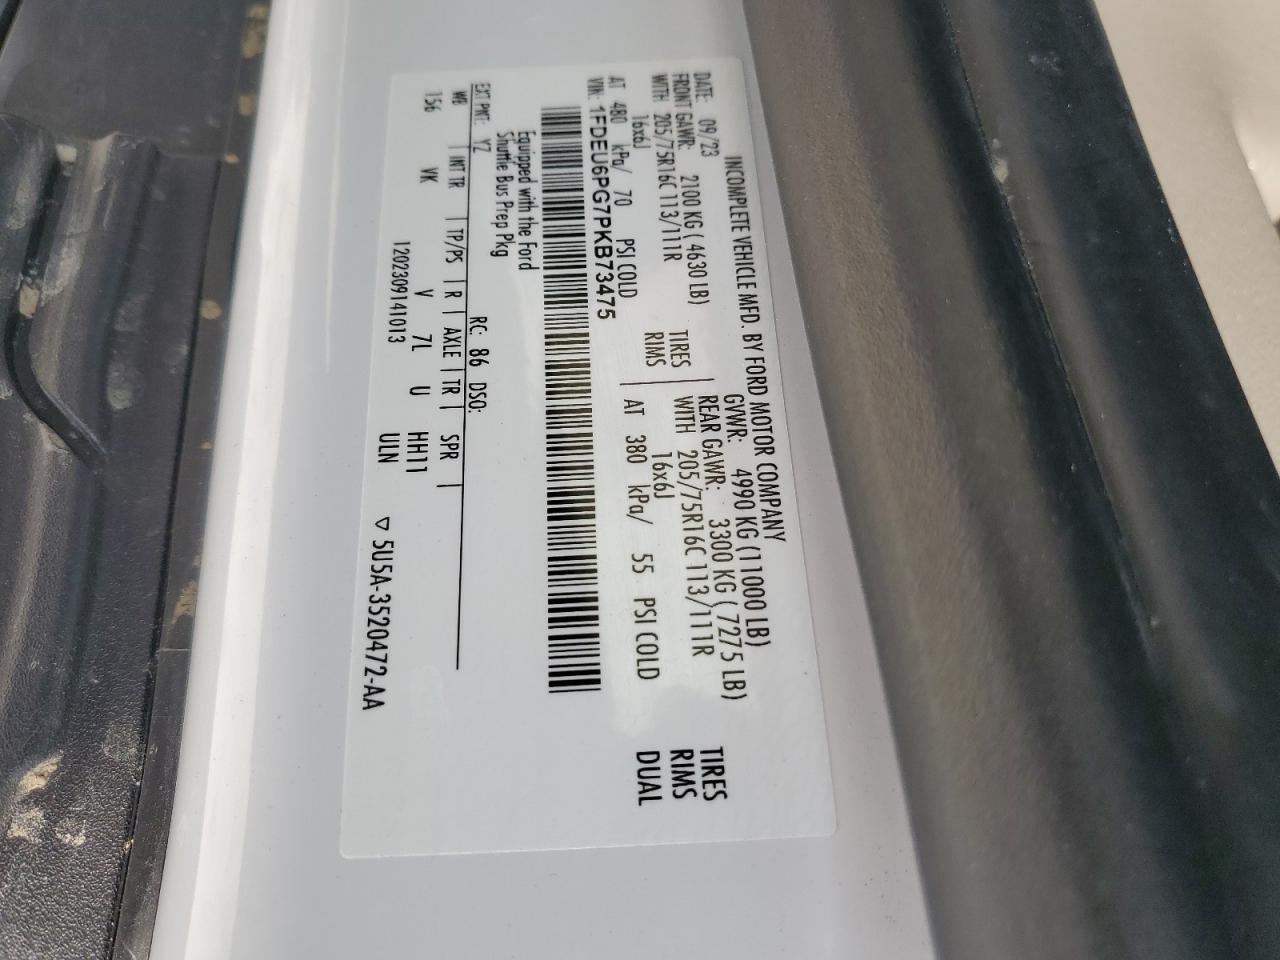 INCOMPLETE VEHICLE MFD. BY FORD MOTOR COMPANY
DATE: 09/23 GVWR: 4990 KG (11000 LB)
FRONT GAWR: 2100 KG ( 4630 LB) REAR GAWR: 3300 KG ( 7275 LB)
WITH 205/75R16C 113/111R TIRES WITH 205/75R16C 113/111R TIRES
16x6J RIMS 16x6J RIMS
AT 480 kPa/ 70 PSI COLD AT 380 kPa/ 55 PSI COLD DUAL
VIN: 1FDEU6PG7PKB73475
Equipped with the Ford
Shuttle Bus Prep Pkg
EXT PNT: YZ RC: 86 DSO:
WB | INT TR | TP/PS | R | AXLE | TR | SPR |
156 VK V 7L U HH11
12023091410​13 ULN ▽ 5U5A-3520472-AA